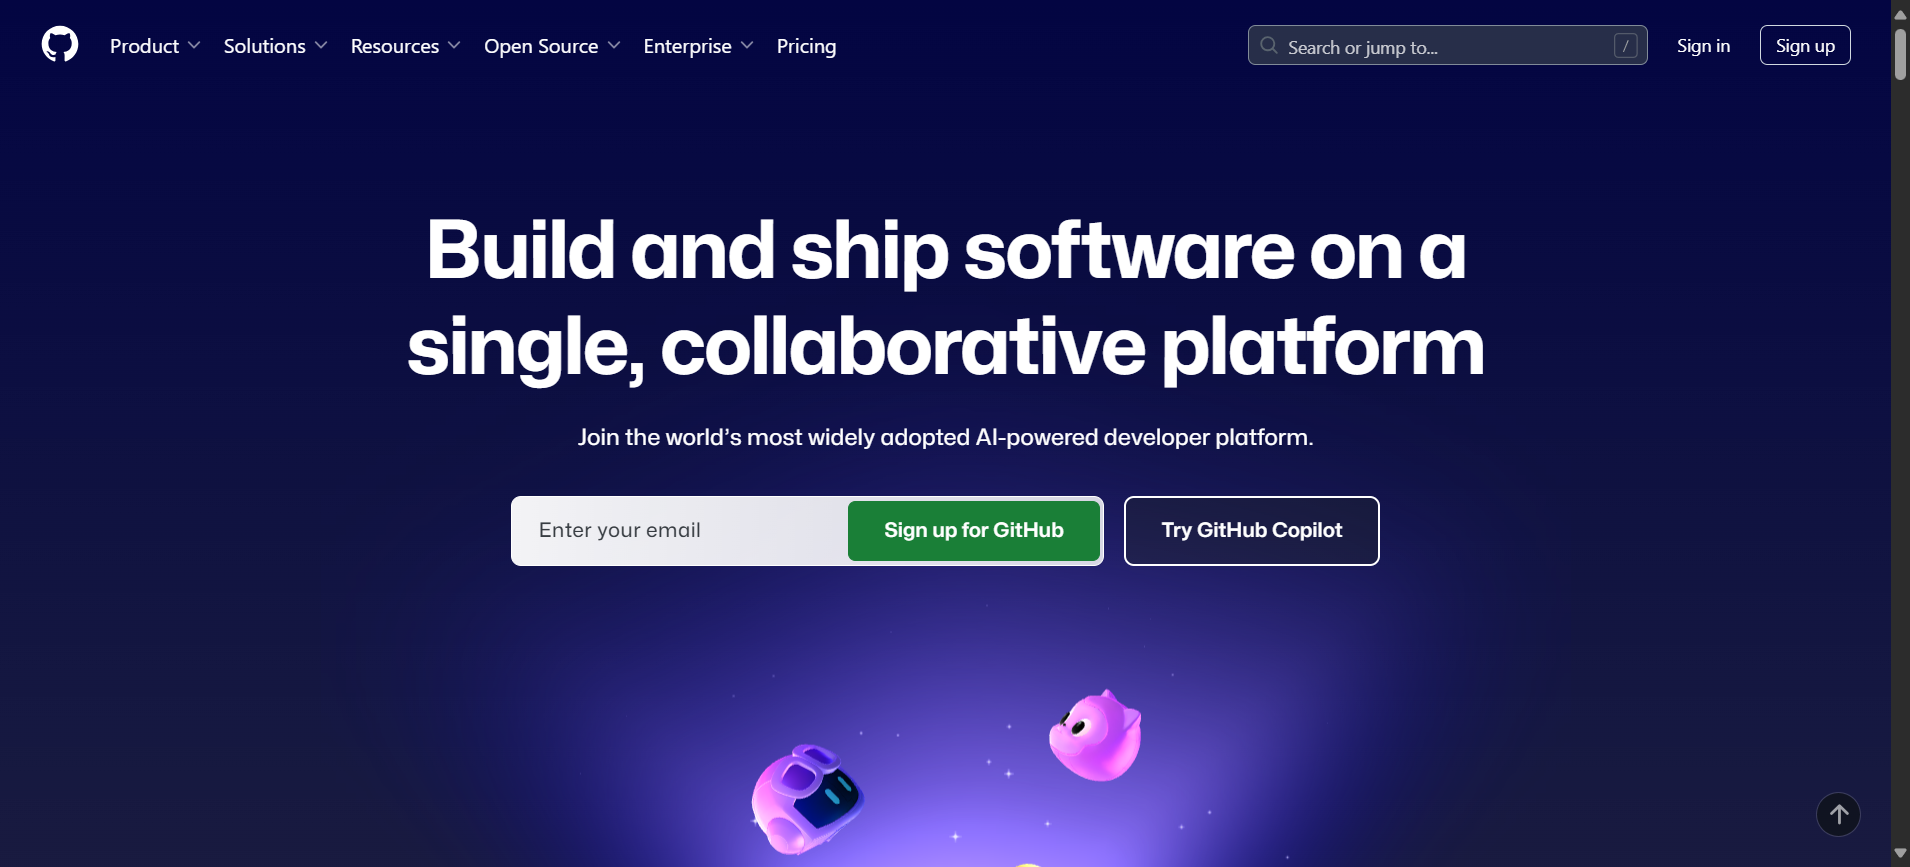 Product Solutions Resources Open Source Enterprise Pricing Search or jump to... / Sign in Sign up
Build and ship software on a
single, collaborative platform
Join the world’s most widely adopted AI-powered developer platform.
Enter your email Sign up for GitHub Try GitHub Copilot